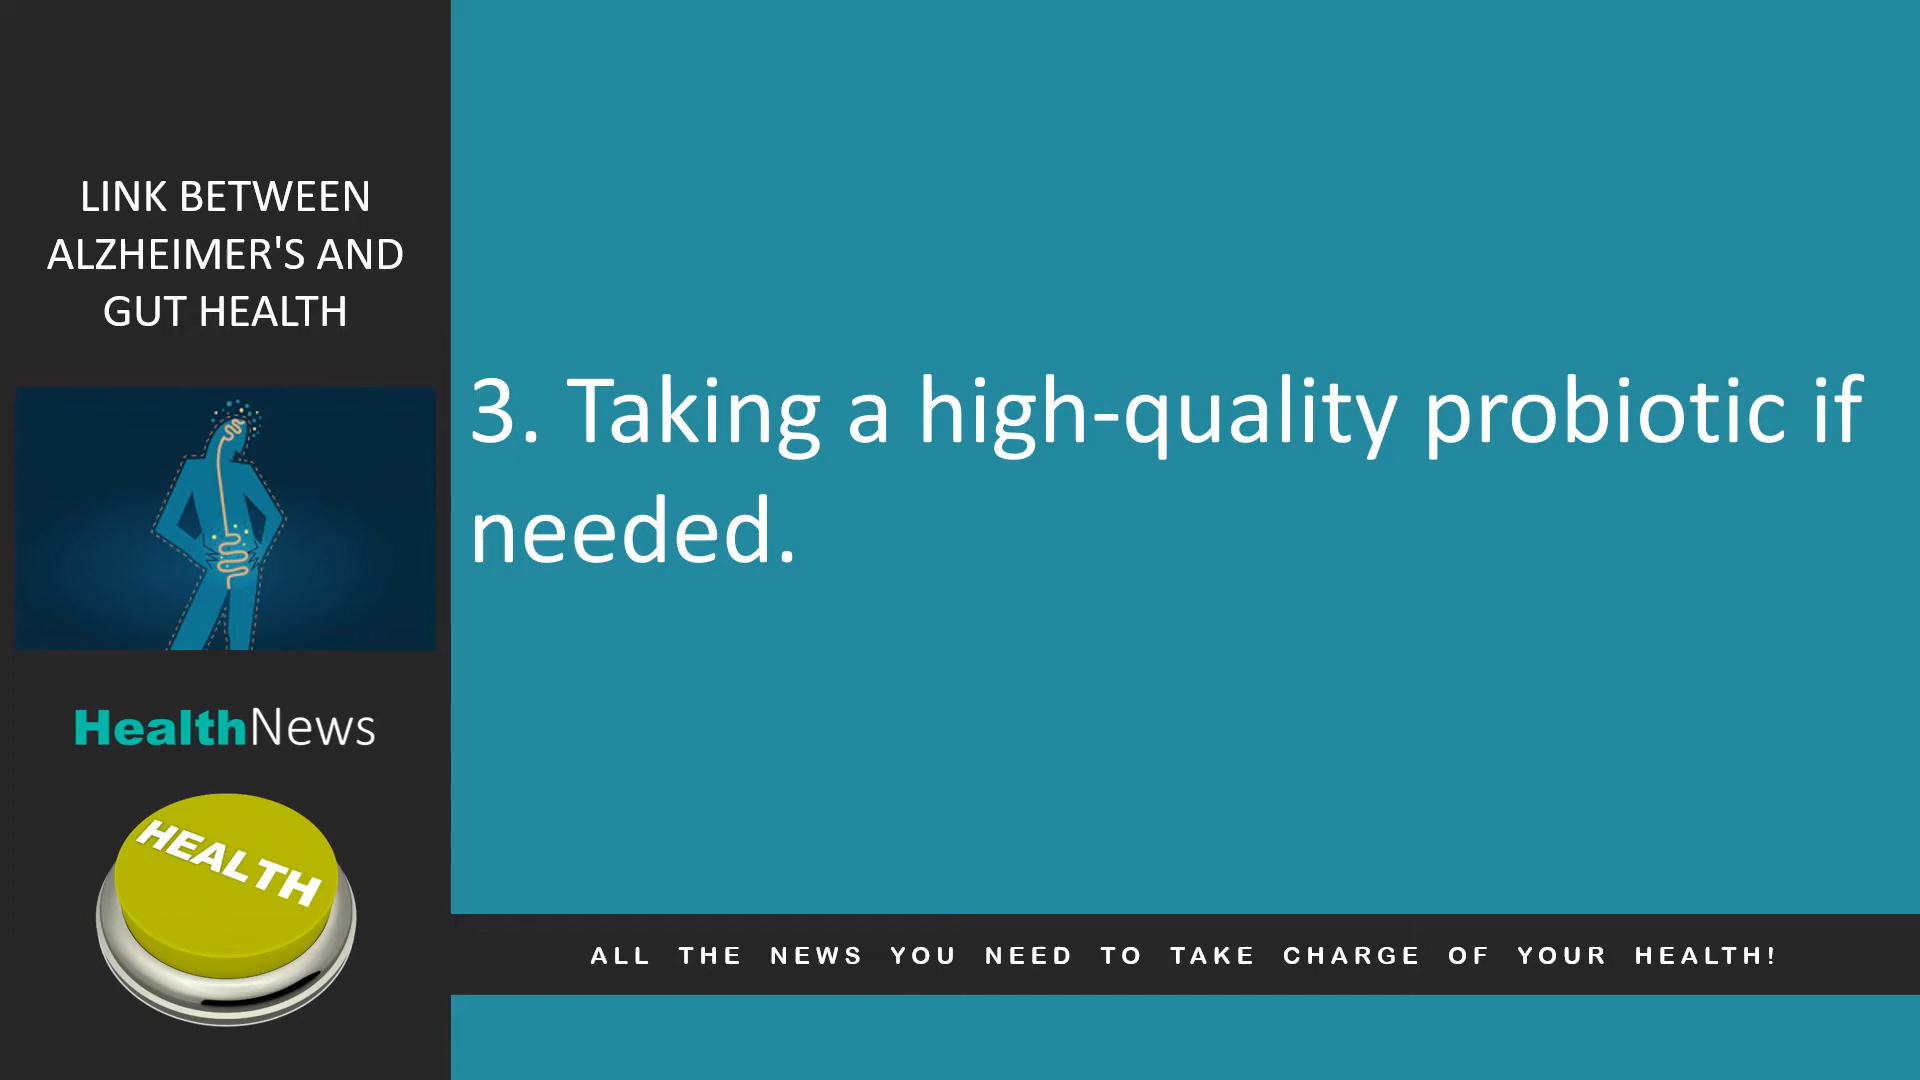 LINK BETWEEN
ALZHEIMER'S AND
GUT HEALTH
3. Taking a high-quality probiotic if
needed.
HealthNews
HEALTH
ALL THE NEWS YOU NEED TO TAKE CHARGE OF YOUR HEALTH!